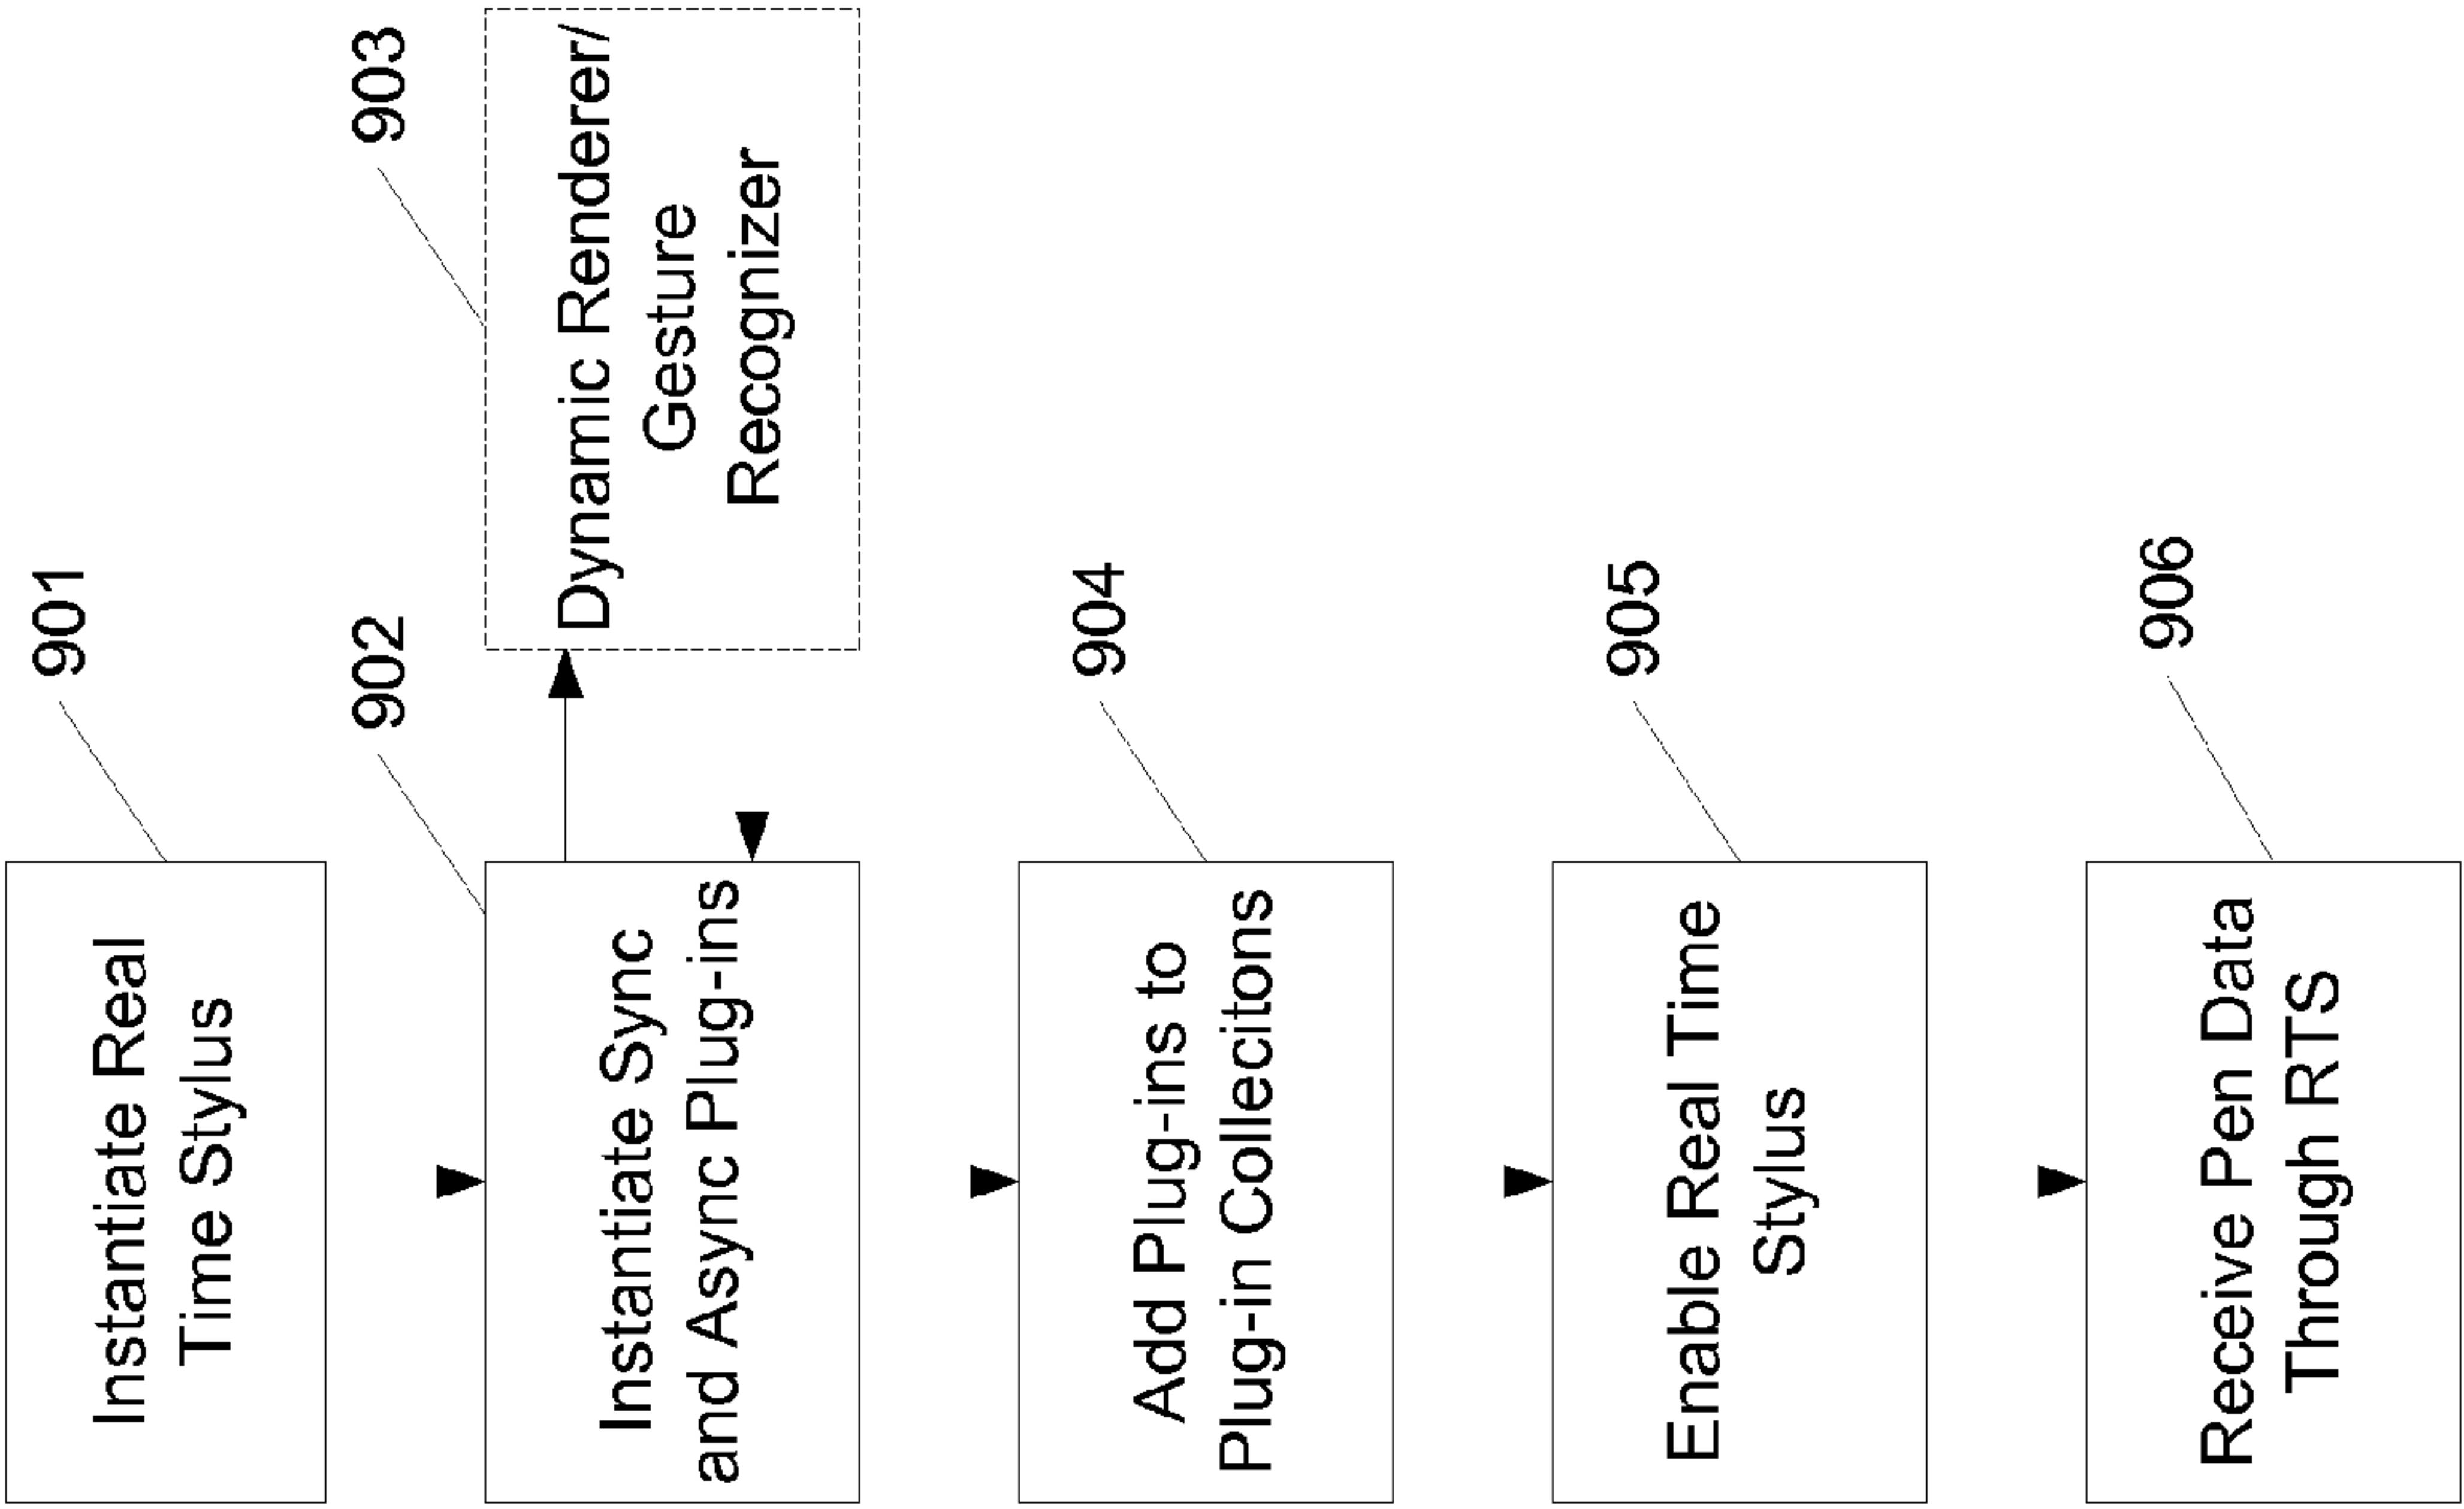 901
Instantiate Real
Time Stylus
902
Instantiate Sync
and Async Plug-ins
903
Dynamic Renderer/
Gesture
Recognizer
904
Add Plug-ins to
Plug-in Collecitons
905
Enable Real Time
Stylus
906
Receive Pen Data
Through RTS